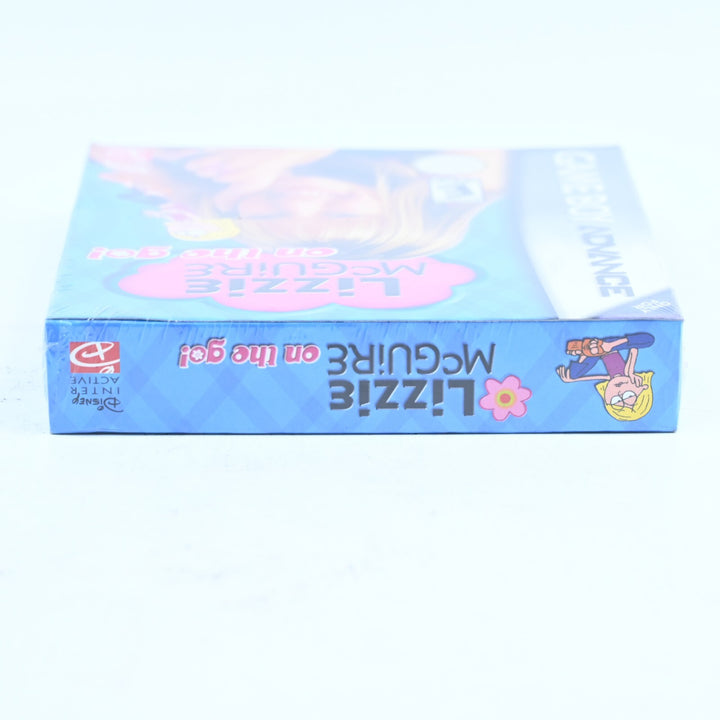 GAME BOY ADVANCE
Lizzie
McGUiRE
on the go!
Lizzie
McGUiRE
on the go!
DISNEY
INTER
ACTIVE